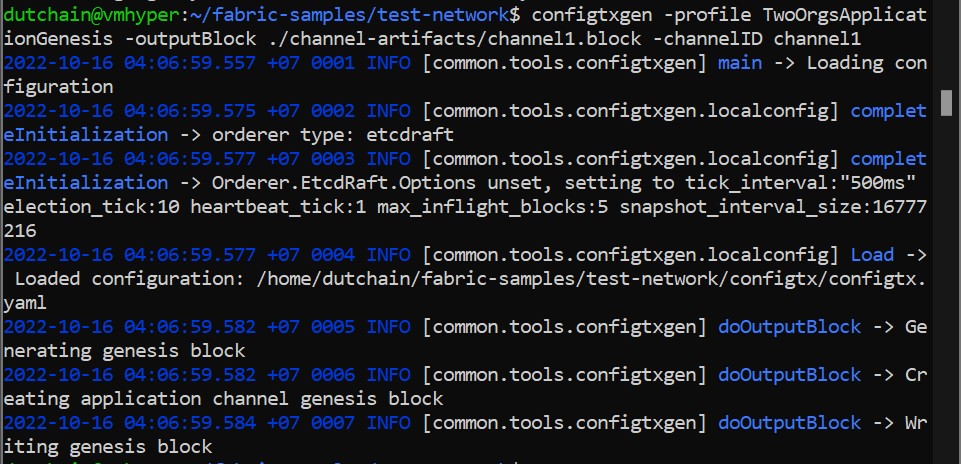 dutchain@vmhyper:~/fabric-samples/test-network$ configtxgen -profile TwoOrgsApplicat
ionGenesis -outputBlock ./channel-artifacts/channel1.block -channelID channel1
2022-10-16 04:06:59.557 +07 0001 INFO [common.tools.configtxgen] main -> Loading con
figuration
2022-10-16 04:06:59.575 +07 0002 INFO [common.tools.configtxgen.localconfig] complet
eInitialization -> orderer type: etcdraft
2022-10-16 04:06:59.577 +07 0003 INFO [common.tools.configtxgen.localconfig] complet
eInitialization -> Orderer.EtcdRaft.Options unset, setting to tick_interval:"500ms"
election_tick:10 heartbeat_tick:1 max_inflight_blocks:5 snapshot_interval_size:16777
216
2022-10-16 04:06:59.577 +07 0004 INFO [common.tools.configtxgen.localconfig] Load ->
Loaded configuration: /home/dutchain/fabric-samples/test-network/configtx/configtx.
yaml
2022-10-16 04:06:59.582 +07 0005 INFO [common.tools.configtxgen] doOutputBlock -> Ge
nerating genesis block
2022-10-16 04:06:59.582 +07 0006 INFO [common.tools.configtxgen] doOutputBlock -> Cr
eating application channel genesis block
2022-10-16 04:06:59.584 +07 0007 INFO [common.tools.configtxgen] doOutputBlock -> Wr
iting genesis block